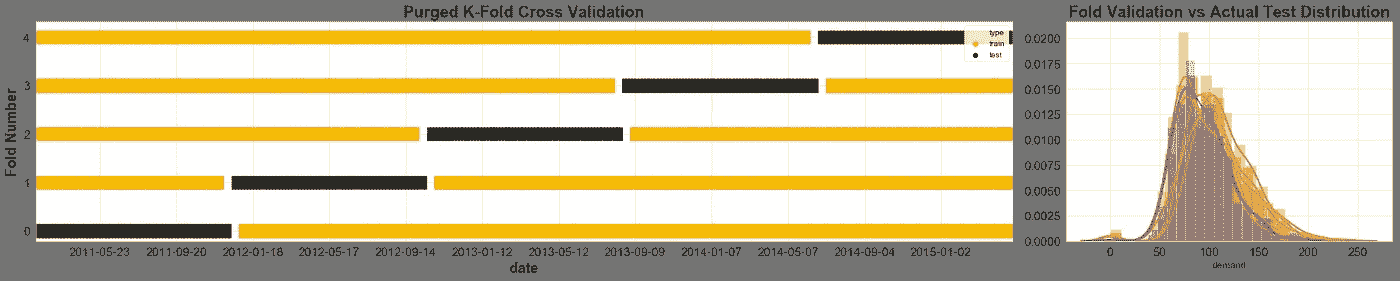 Purged K-Fold Cross Validation
Fold Number
4
3
2
1
0
type
train
test
2011-05-23 2011-09-20 2012-01-18 2012-05-17 2012-09-14 2013-01-12 2013-05-12 2013-09-09 2014-01-07 2014-05-07 2014-09-04 2015-01-02
date
Fold Validation vs Actual Test Distribution
0.0200
0.0175
0.0150
0.0125
0.0100
0.0075
0.0050
0.0025
0.0000
0 50 100 150 200 250
demand